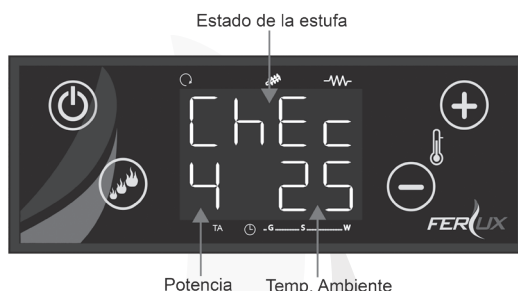 Estado de la estufa
ChEc
4 25
TA G S W
FERLUX
Potencia Temp. Ambiente